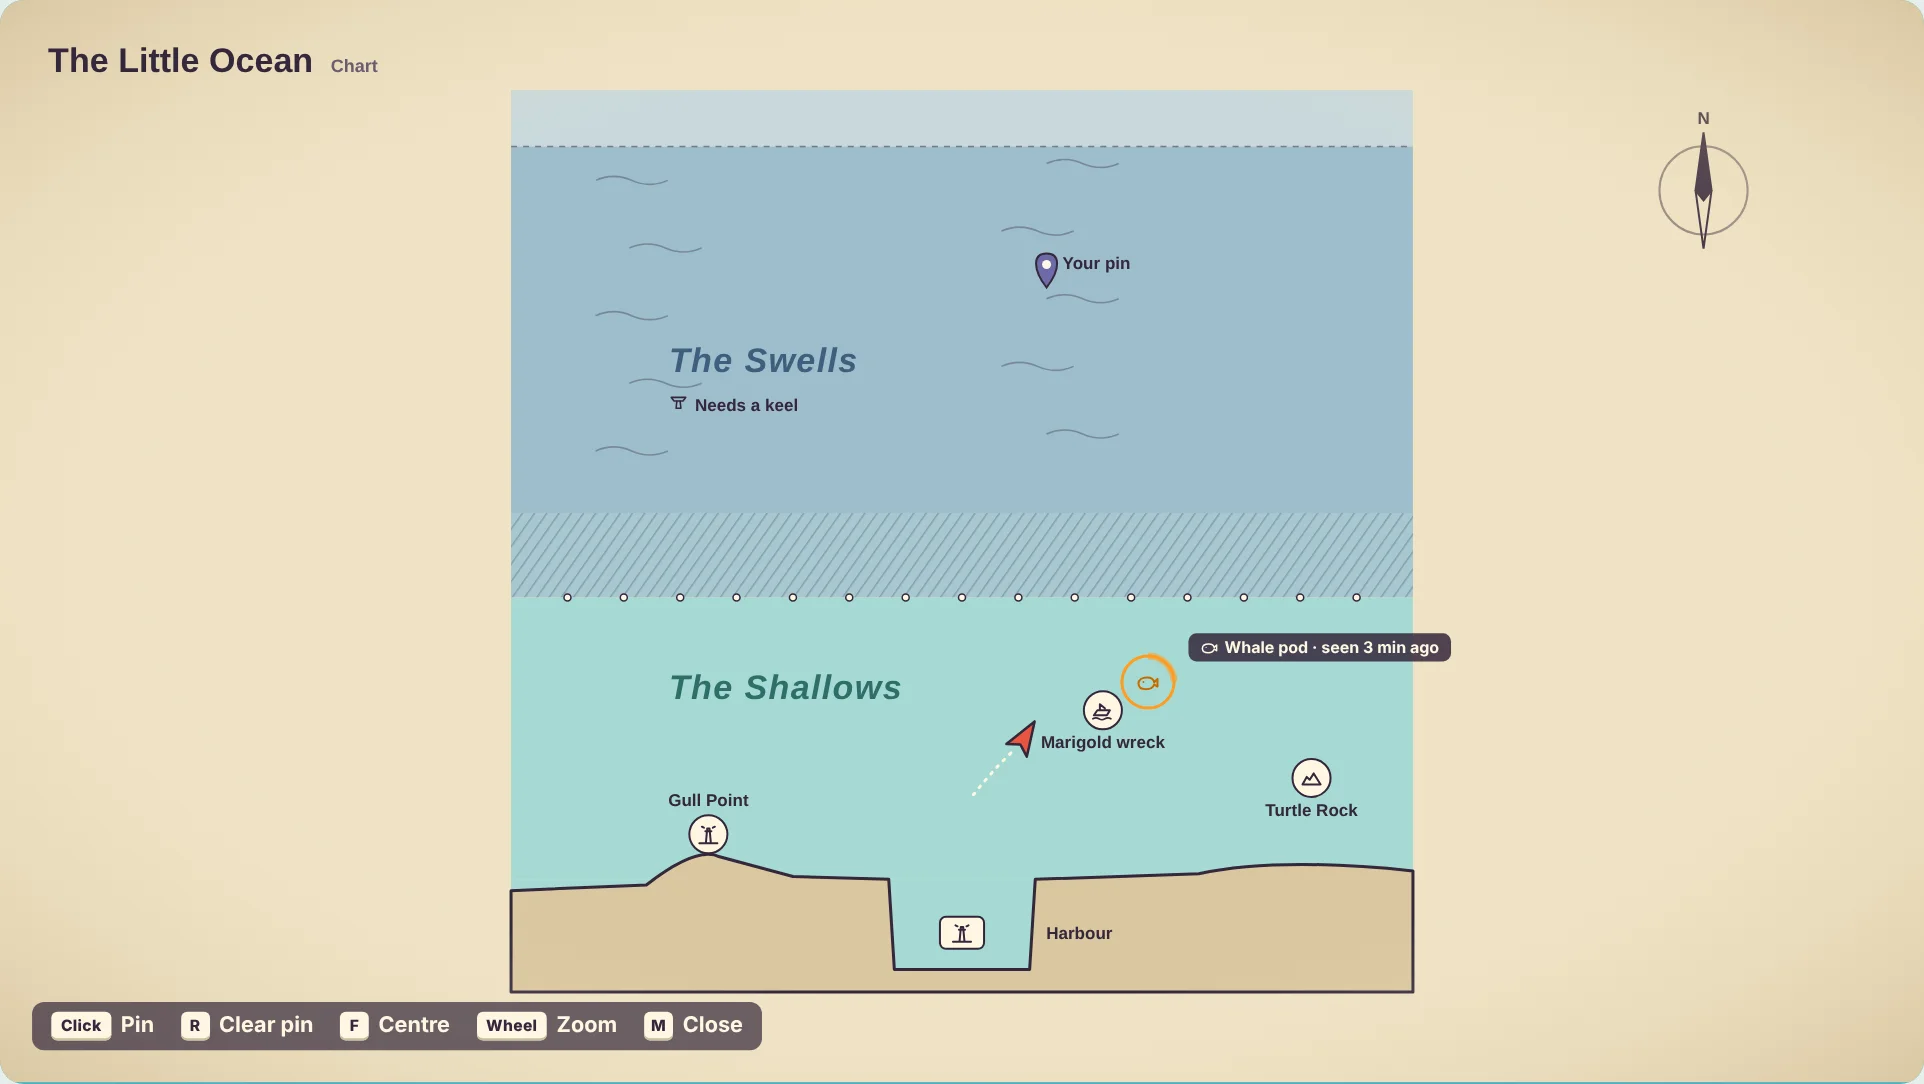 The Little Ocean Chart
N
Your pin
The Swells
Needs a keel
Whale pod · seen 3 min ago
The Shallows
Marigold wreck
Gull Point
Turtle Rock
Harbour
Click Pin R Clear pin F Centre Wheel Zoom M Close